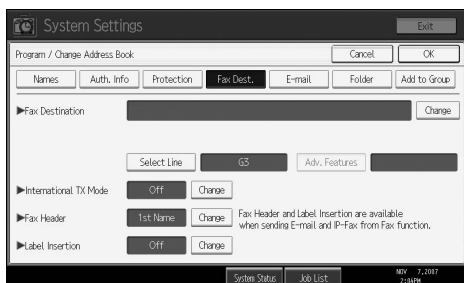 System Settings
Exit
Program / Change Address Book
Cancel
OK
Names
Auth. Info
Protection
Fax Dest.
E-mail
Folder
Add to Group
▶Fax Destination
Change
Select Line
G3
Adv. Features
▶International TX Mode
Off
Change
▶Fax Header
1st Name
Change
Fax Header and Label Insertion are available
when sending E-mail and IP-Fax from Fax function.
▶Label Insertion
Off
Change
System Status
Job List
NOV 7,2007
2:04PM